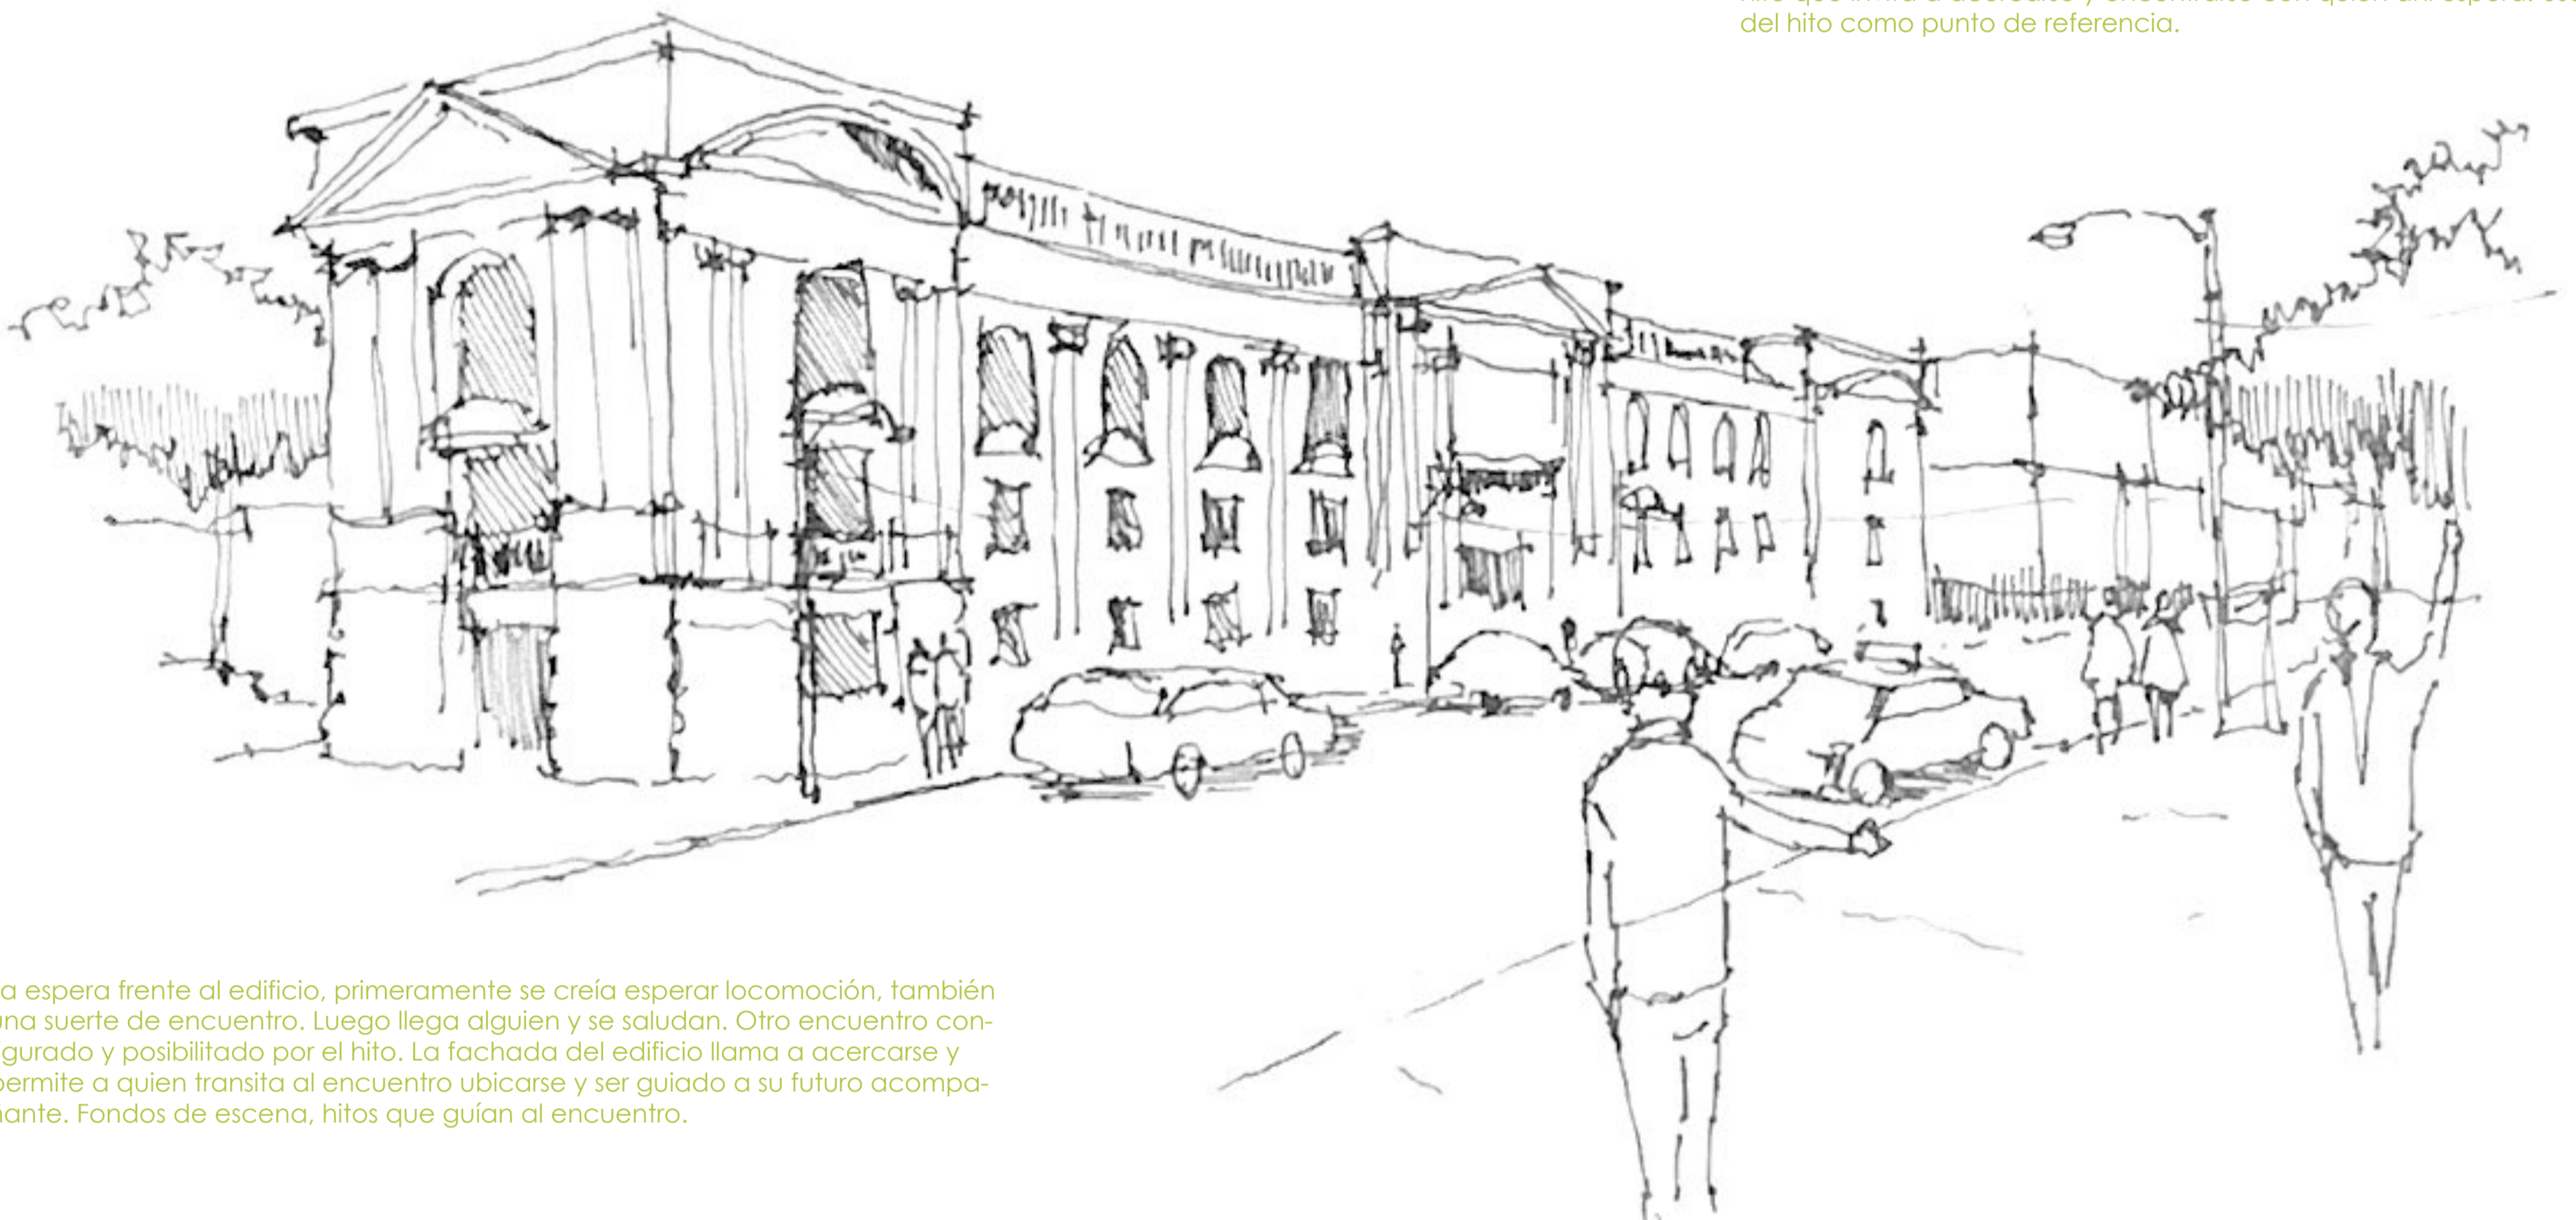 del hito como punto de referencia.
a espera frente al edificio, primeramente se creía esperar locomoción, también
una suerte de encuentro. Luego llega alguien y se saludan. Otro encuentro con-
gurado y posibilitado por el hito. La fachada del edificio llama a acercarse y
permite a quien transita al encuentro ubicarse y ser guiado a su futuro acompa-
ñante. Fondos de escena, hitos que guían al encuentro.